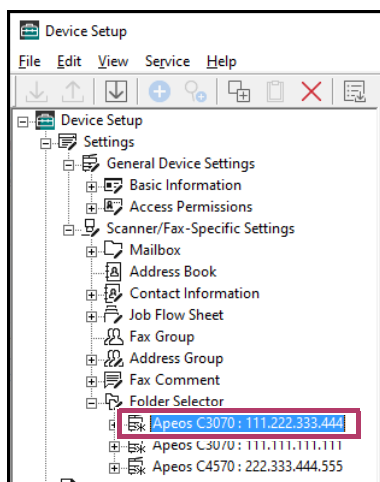 Device Setup
File Edit View Service Help
Device Setup
Settings
General Device Settings
Basic Information
Access Permissions
Scanner/Fax-Specific Settings
Mailbox
Address Book
Contact Information
Job Flow Sheet
Fax Group
Address Group
Fax Comment
Folder Selector
Apeos C3070 : 111.222.333.444
Apeos C3070 : 111.111.111.111
Apeos C4570 : 222.333.444.555